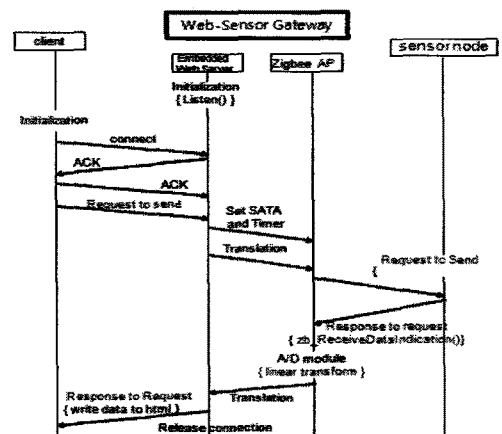 Web-Sensor Gateway
client
Embedded
Web Server
Zigbee AP
sensor node
Initialization
{ Listen() }
Initialization
connect
ACK
ACK
Request to send
Set SATA
and Timer
Translation
Request to Send
{
Response to request
{ zb_ReceiveDataIndication()}
A/D module
{ linear transform }
Response to Request
{ write data to html }
Translation
Release connection